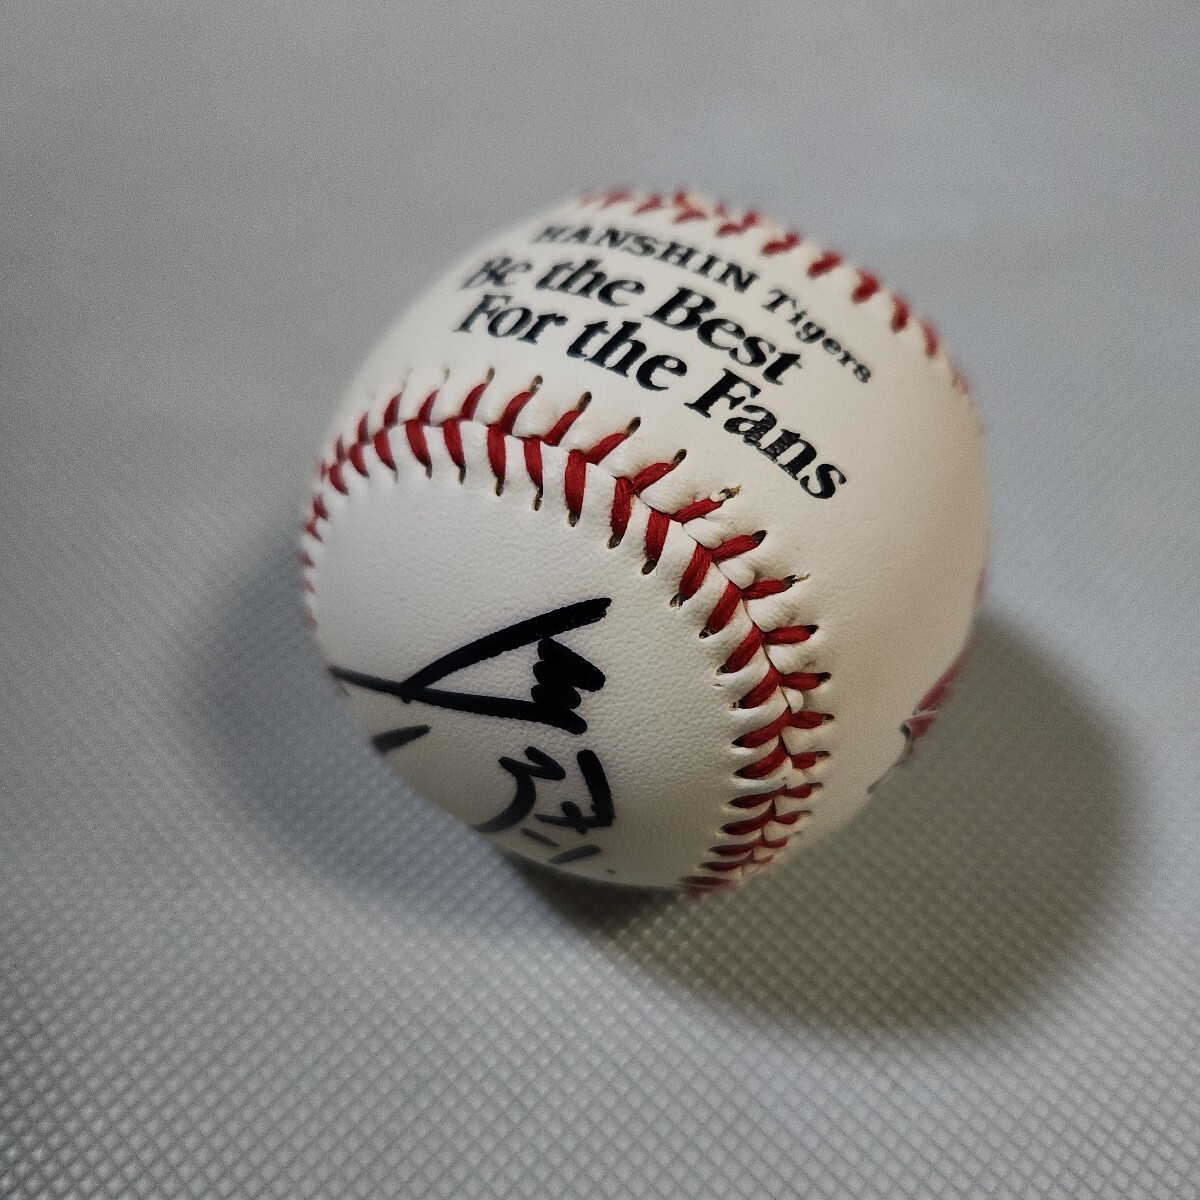 HANSHIN Tigers
Be the Best
For the Fans